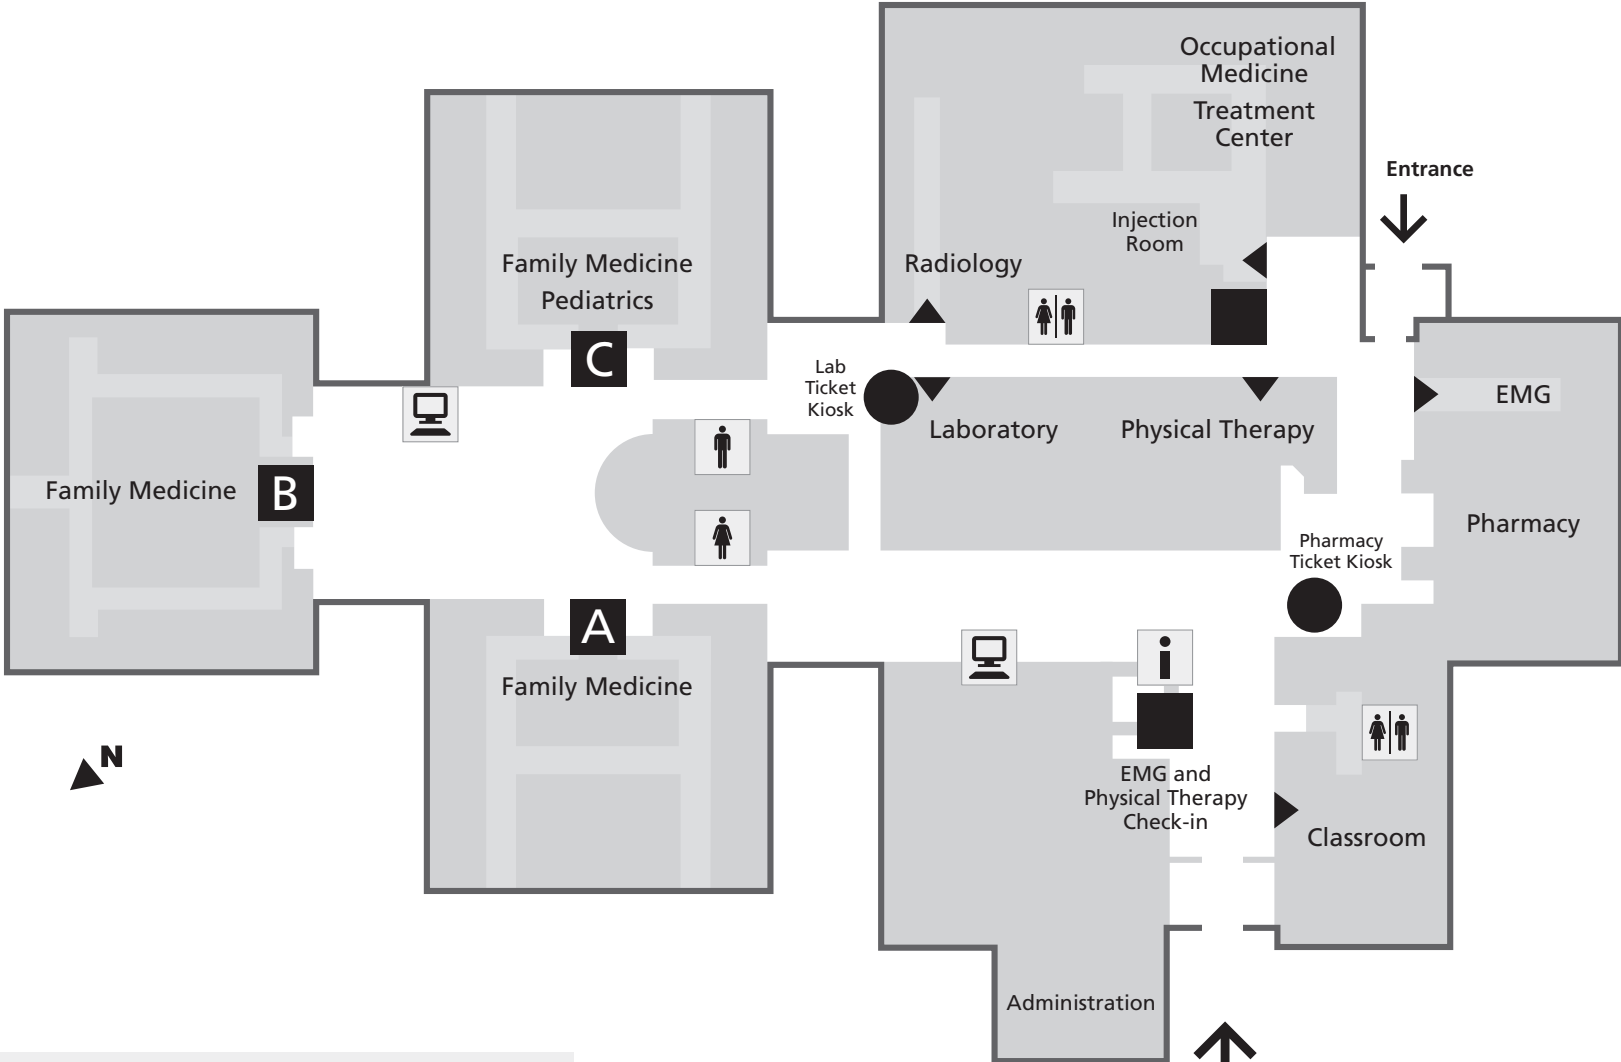 Occupational
Medicine
Treatment
Center
Entrance
Injection
Room
Radiology
Family Medicine
Pediatrics
C
Lab
Ticket
Kiosk
EMG
Laboratory
Physical Therapy
Family Medicine
B
Pharmacy
Pharmacy
Ticket Kiosk
A
i
Family Medicine
N
EMG and
Physical Therapy
Check-in
Classroom
Administration